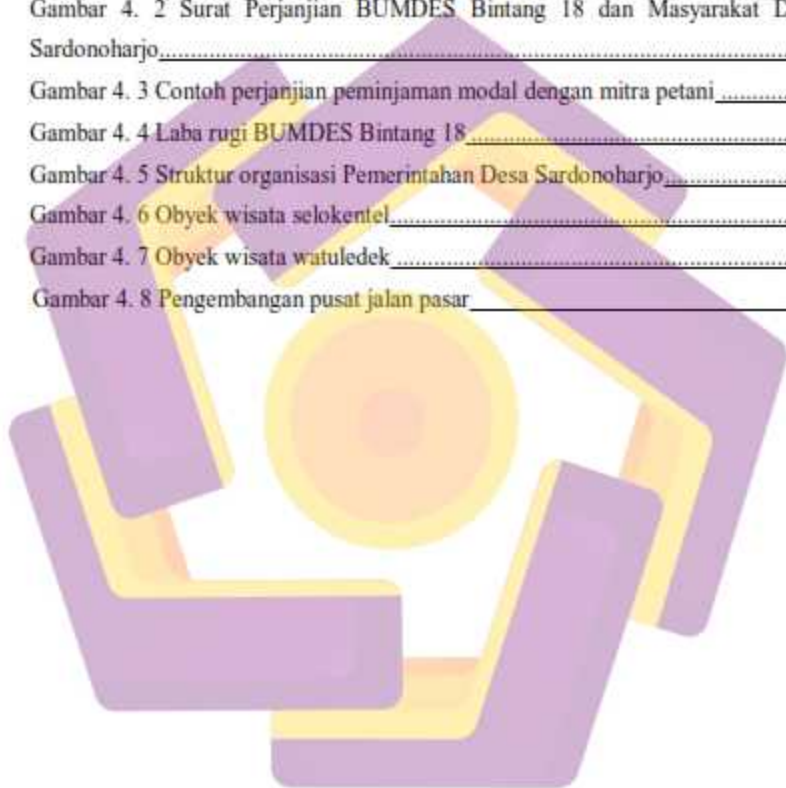 Gambar 4. 2 Surat Perjanjian BUMDES Bintang 18 dan Masyarakat
Sardonoharjo
Gambar 4. 3 Contoh perjanjian peminjaman modal dengan mitra petani
Gambar 4. 4 Laba rugi BUMDES Bintang 18
Gambar 4. 5 Struktur organisasi Pemerintahan Desa Sardonoharjo
Gambar 4. 6 Obyek wisata selokentel
Gambar 4. 7 Obyek wisata watuledek
Gambar 4. 8 Pengembangan pusat jalan pasar